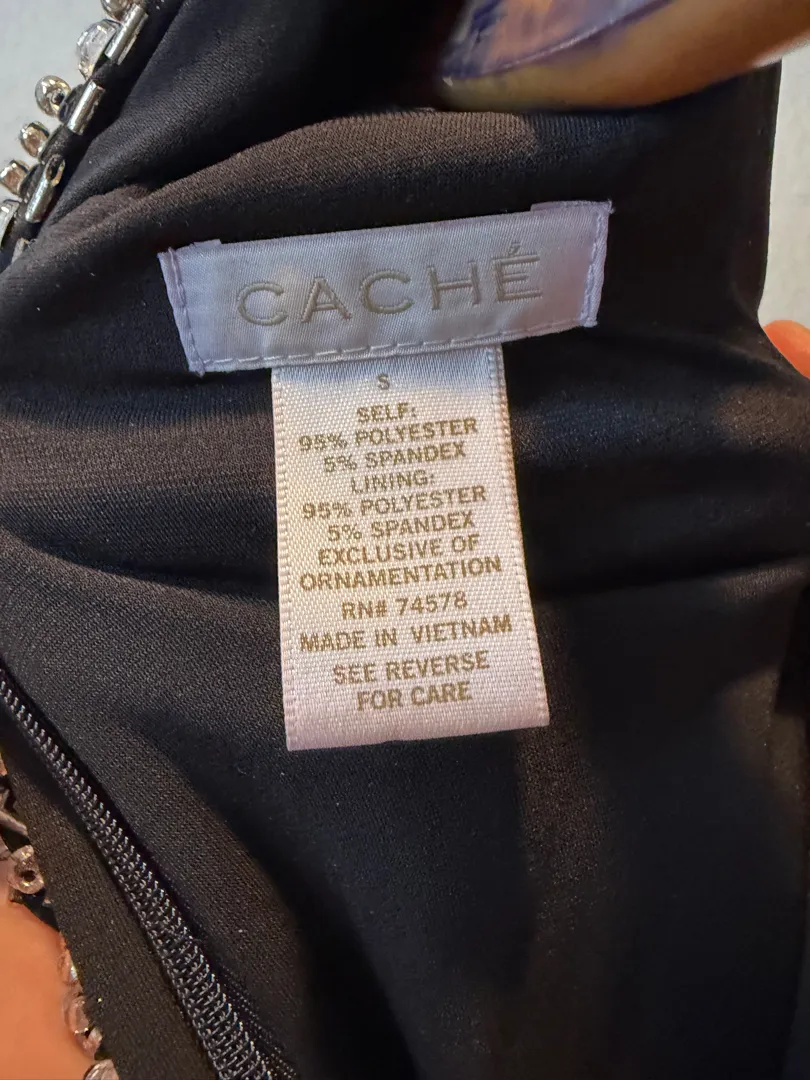 CACHÉ
S
SELF:
95% POLYESTER
5% SPANDEX
LINING:
95% POLYESTER
5% SPANDEX
EXCLUSIVE OF
ORNAMENTATION
RN# 74578
MADE IN VIETNAM
SEE REVERSE
FOR CARE